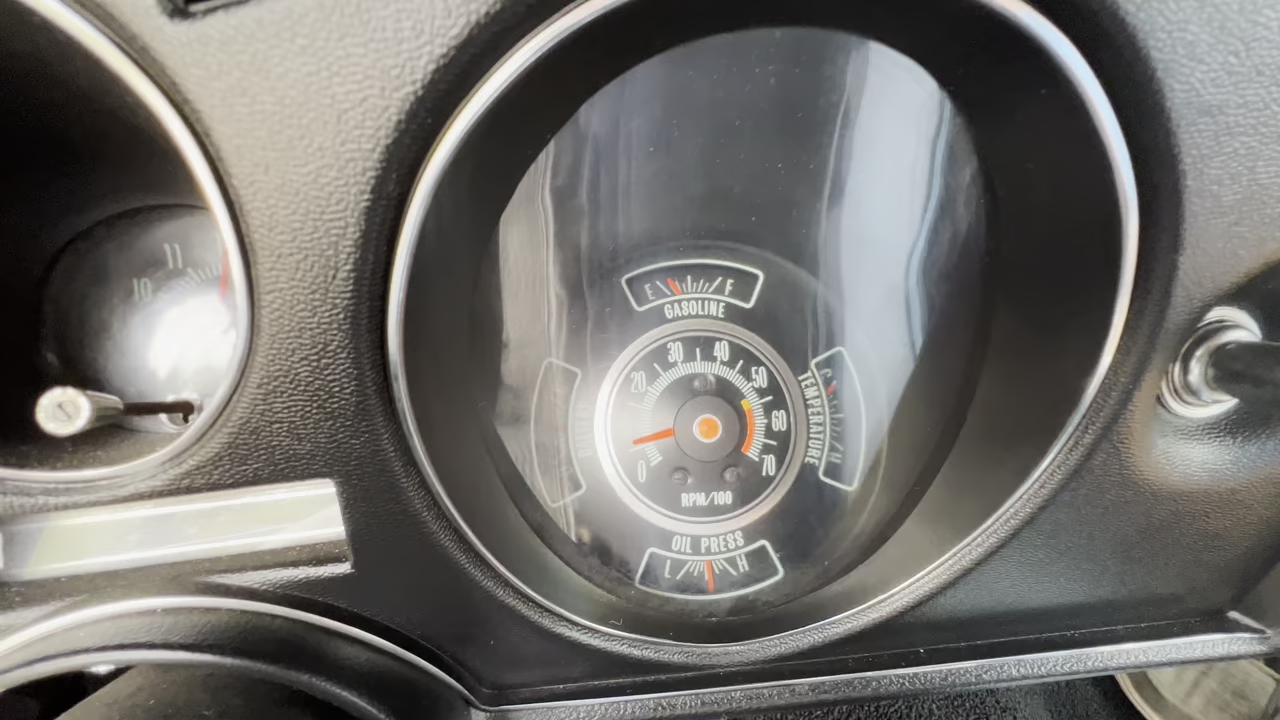 11
10
E F
GASOLINE
30 40
20 50
60
0 70
RPM/100
C
TEMPERATURE
H
OIL PRESS
L H